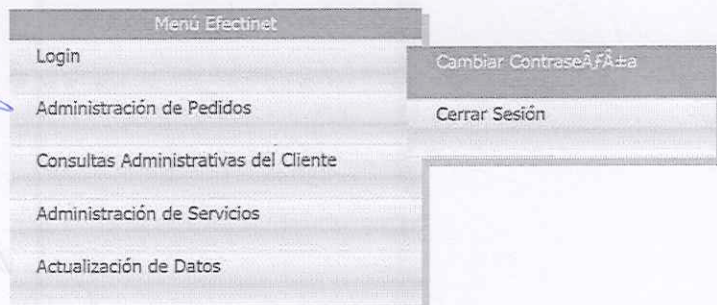 Menú Efectinet
Login
Cambiar ContraseÃƒÂ±a
Administración de Pedidos
Cerrar Sesión
Consultas Administrativas del Cliente
Administración de Servicios
Actualización de Datos